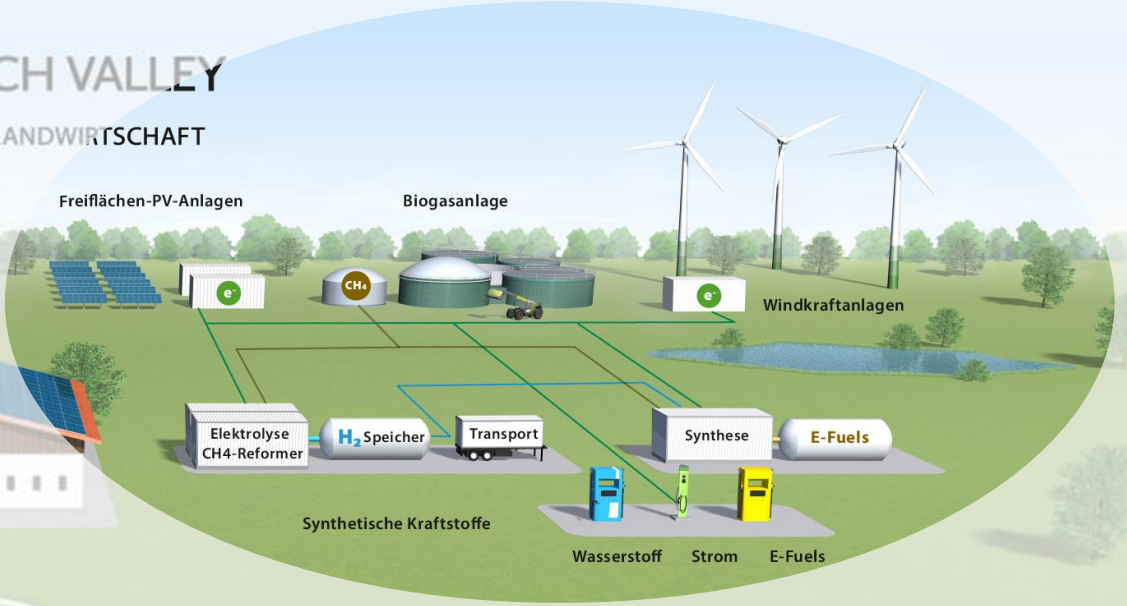 CH VALLEY
LANDWIRTSCHAFT
Freiflächen-PV-Anlagen
Biogasanlage
e-
CH₄
e-
Windkraftanlagen
Elektrolyse
CH4-Reformer
H₂ Speicher
Transport
Synthese
E-Fuels
Synthetische Kraftstoffe
Wasserstoff
Strom
E-Fuels